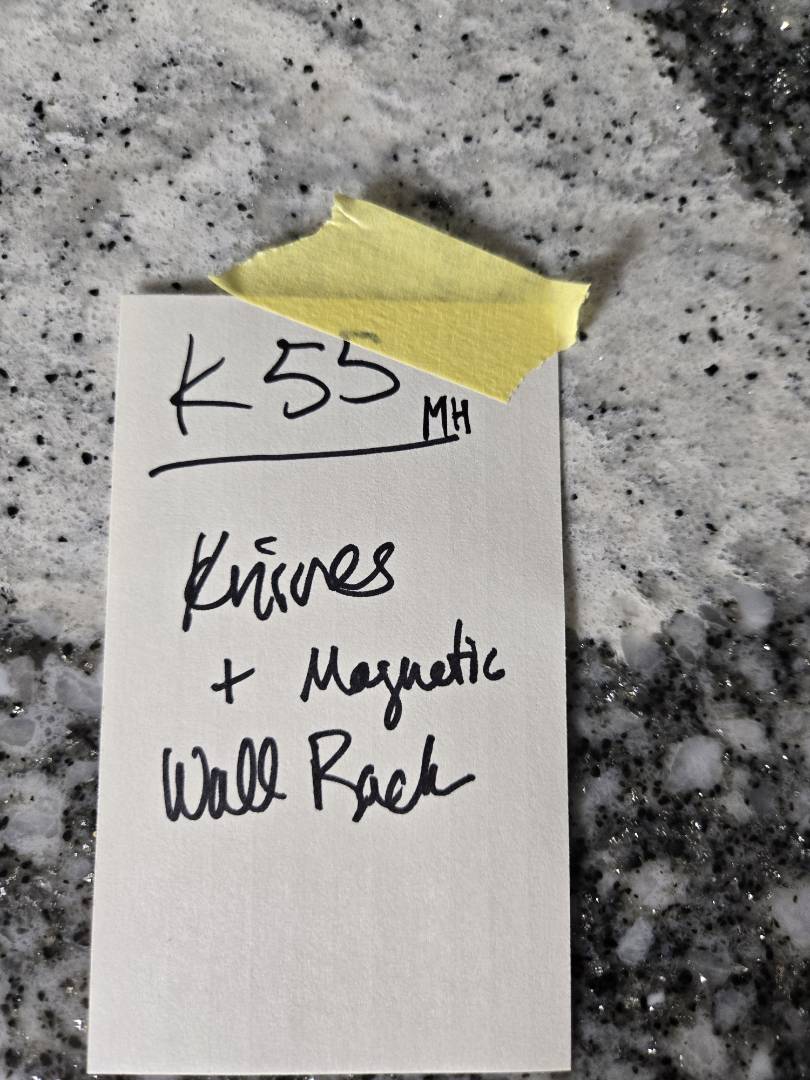 K55 MH
Knives
+ Magnetic
Wall Rack